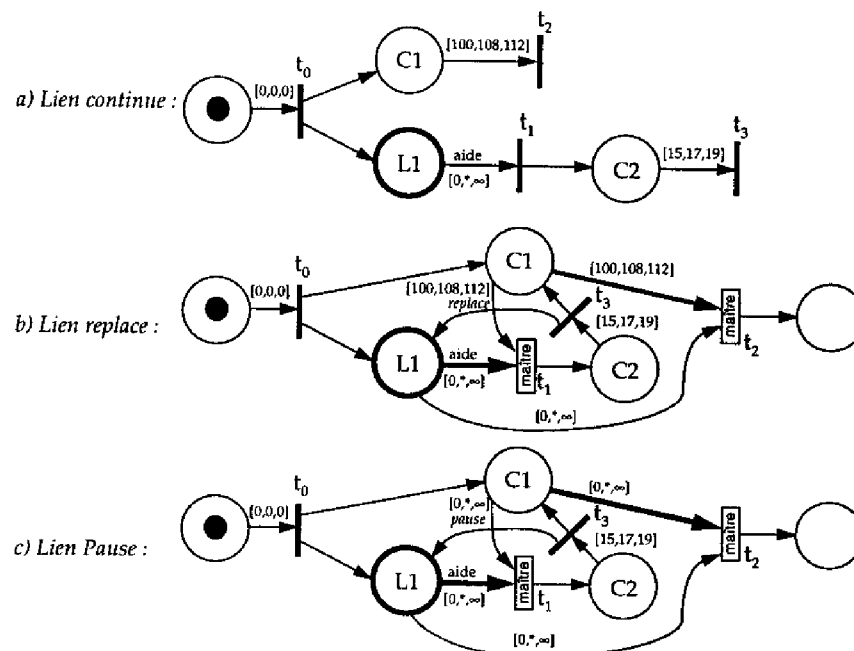 a) Lien continue :
[0,0,0]
t0
C1
[100,108,112]
t2
L1
aide
[0,*,∞]
t1
C2
[15,17,19]
t3
b) Lien replace :
[0,0,0]
t0
C1
[100,108,112]
[100,108,112]
replace
t3
[15,17,19]
L1
aide
[0,*,∞]
maître
t1
C2
[0,*,∞]
maître
t2
c) Lien Pause :
[0,0,0]
t0
C1
[0,*,∞]
[0,*,∞]
pause
t3
[15,17,19]
L1
aide
[0,*,∞]
maître
t1
C2
[0,*,∞]
maître
t2